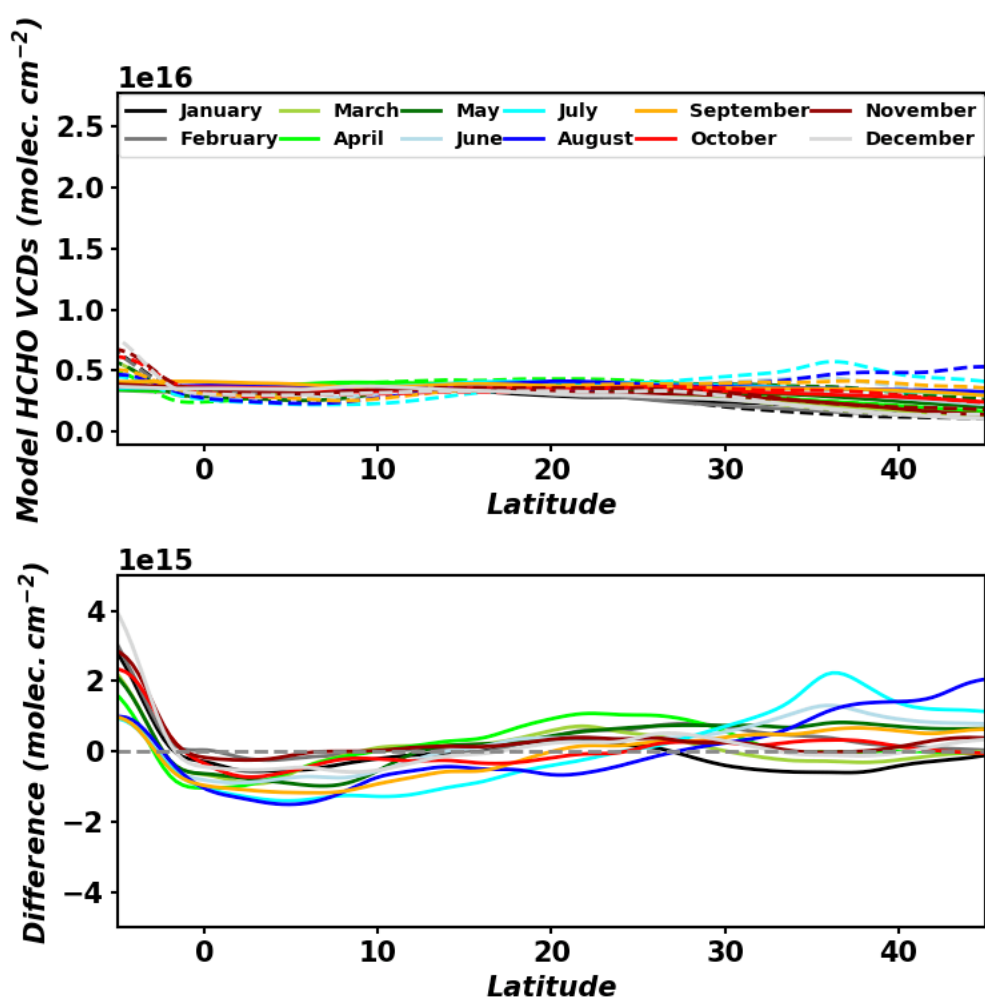 1e16
Model HCHO VCDs (molec. cm⁻²)
January March May July September November
February April June August October December
2.5
2.0
1.5
1.0
0.5
0.0
0 10 20 30 40
Latitude
1e15
Difference (molec. cm⁻²)
4
2
0
−2
−4
0 10 20 30 40
Latitude